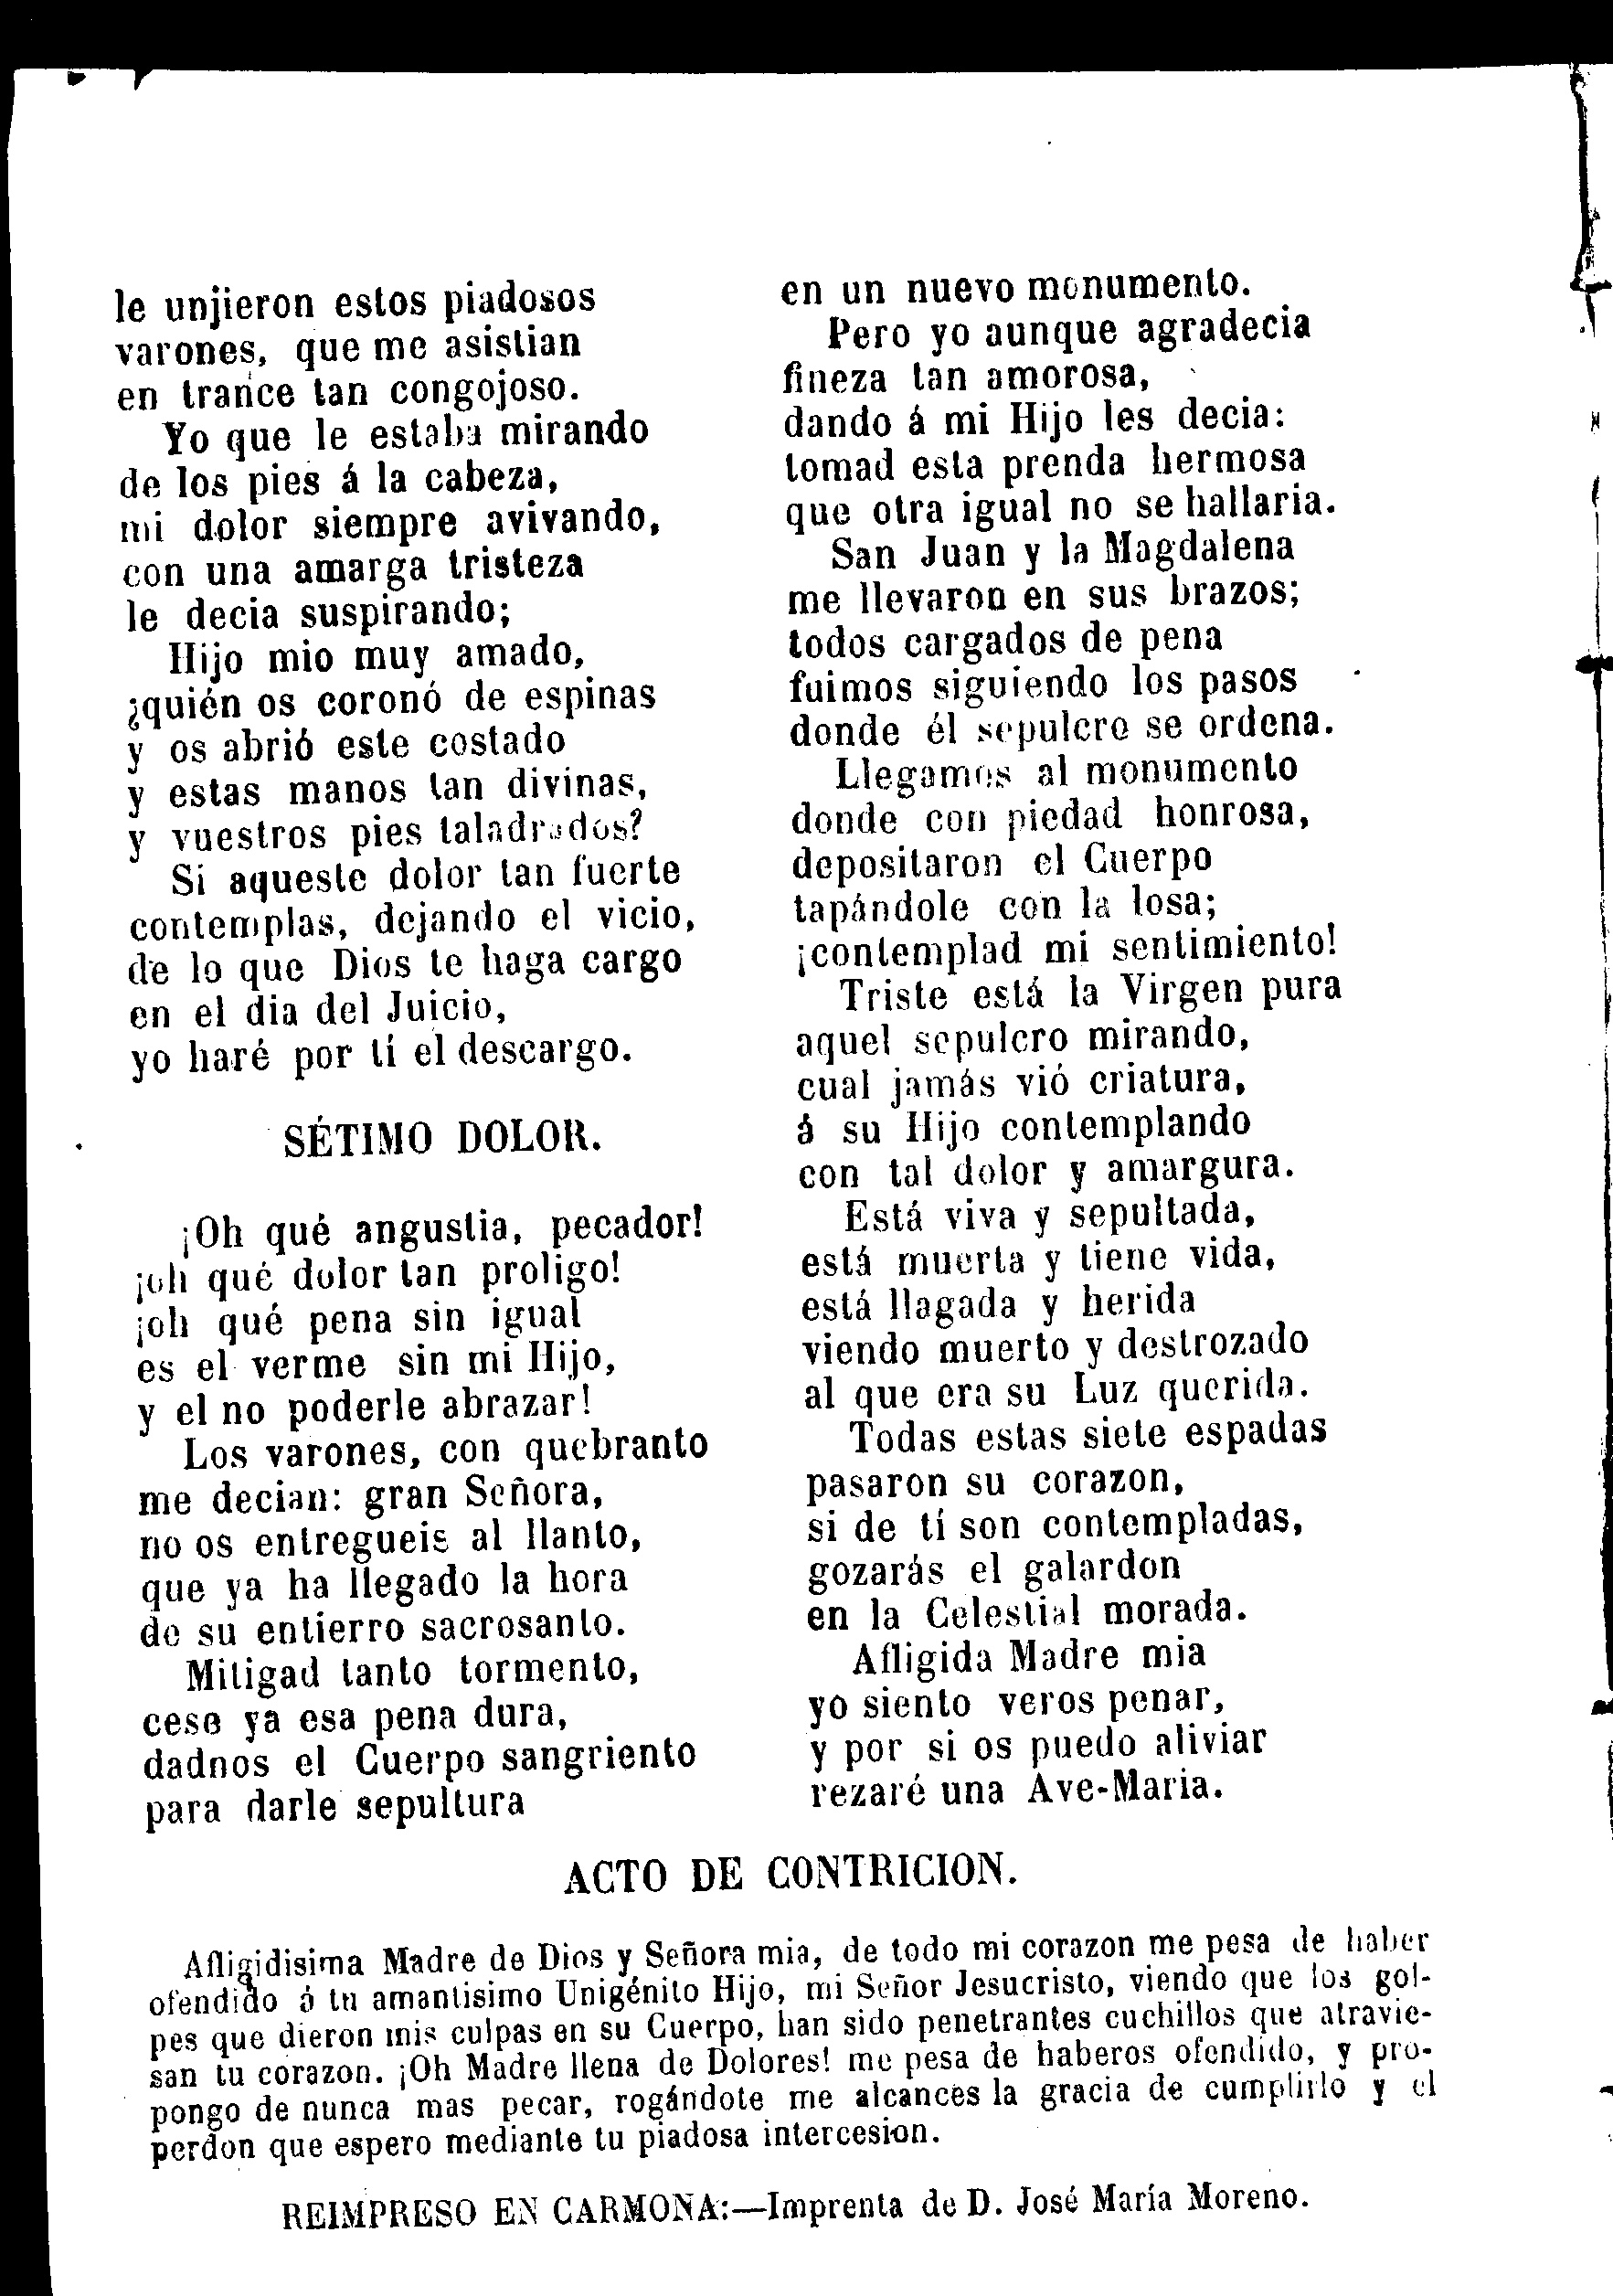 le unjieron estos piadosos
varones, que me asistian
en trance tan congojoso.
Yo que le estaba mirando
de los pies á la cabeza,
mi dolor siempre avivando,
con una amarga tristeza
le decia suspirando;
Hijo mio muy amado,
¿quién os coronó de espinas
y os abrió este costado
y estas manos tan divinas,
y vuestros pies taladrados?
Si aqueste dolor tan fuerte
contemplas, dejando el vicio,
de lo que Dios te haga cargo
en el dia del Juicio,
yo haré por tí el descargo.
SÉTIMO DOLOR.
¡Oh qué angustia, pecador!
¡oh qué dolor tan proligo!
¡oh qué pena sin igual
es el verme sin mi Hijo,
y el no poderle abrazar!
Los varones, con quebranto
me decian: gran Señora,
no os entregueis al llanto,
que ya ha llegado la hora
de su entierro sacrosanto.
Mitigad tanto tormento,
cese ya esa pena dura,
dadnos el Cuerpo sangriento
para darle sepultura
en un nuevo monumento.
Pero yo aunque agradecia
fineza tan amorosa,
dando á mi Hijo les decia:
tomad esta prenda hermosa
que otra igual no se hallaria.
San Juan y la Magdalena
me llevaron en sus brazos;
todos cargados de pena
fuimos siguiendo los pasos
donde él sepulcro se ordena.
Llegamos al monumento
donde con piedad honrosa,
depositaron el Cuerpo
tapándole con la losa;
¡contemplad mi sentimiento!
Triste está la Virgen pura
aquel sepulcro mirando,
cual jamás vió criatura,
á su Hijo contemplando
con tal dolor y amargura.
Está viva y sepultada,
está muerta y tiene vida,
está llagada y herida
viendo muerto y destrozado
al que era su Luz querida.
Todas estas siete espadas
pasaron su corazon,
si de tí son contempladas,
gozarás el galardon
en la Celestial morada.
Afligida Madre mia
yo siento veros penar,
y por si os puedo aliviar
rezaré una Ave-Maria.
ACTO DE CONTRICION.
Afligidisima Madre de Dios y Señora mia, de todo mi corazon me pesa de haber
ofendido á tu amantisimo Unigénito Hijo, mi Señor Jesucristo, viendo que los gol-
pes que dieron mis culpas en su Cuerpo, han sido penetrantes cuchillos que atravie-
san tu corazon. ¡Oh Madre llena de Dolores! me pesa de haberos ofendido, y pro-
pongo de nunca mas pecar, rogándote me alcances la gracia de cumplirlo y el
perdon que espero mediante tu piadosa intercesion.
REIMPRESO EN CARMONA:—Imprenta de D. José María Moreno.